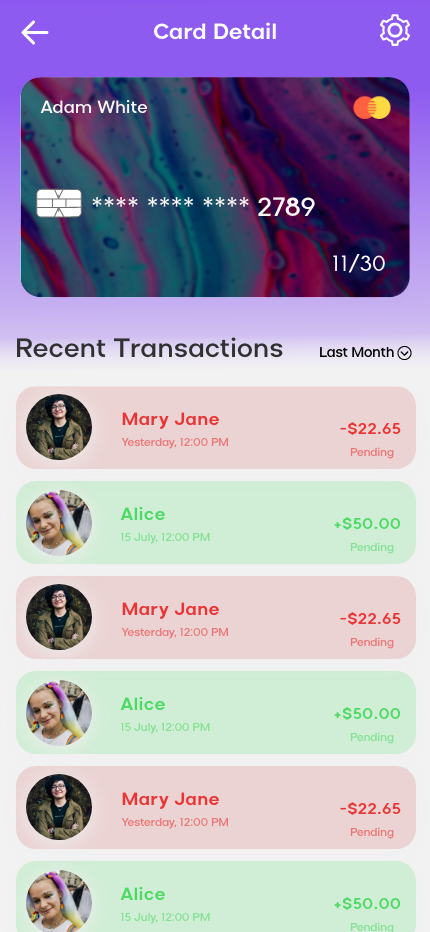 Card Detail
Adam White
**** **** **** 2789
11/30
Recent Transactions
Last Month
Mary Jane
-$22.65
Yesterday, 12:00 PM
Pending
Alice
+$50.00
15 July, 12:00 PM
Pending
Mary Jane
-$22.65
Yesterday, 12:00 PM
Pending
Alice
+$50.00
15 July, 12:00 PM
Pending
Mary Jane
-$22.65
Yesterday, 12:00 PM
Pending
Alice
+$50.00
15 July, 12:00 PM
Pending